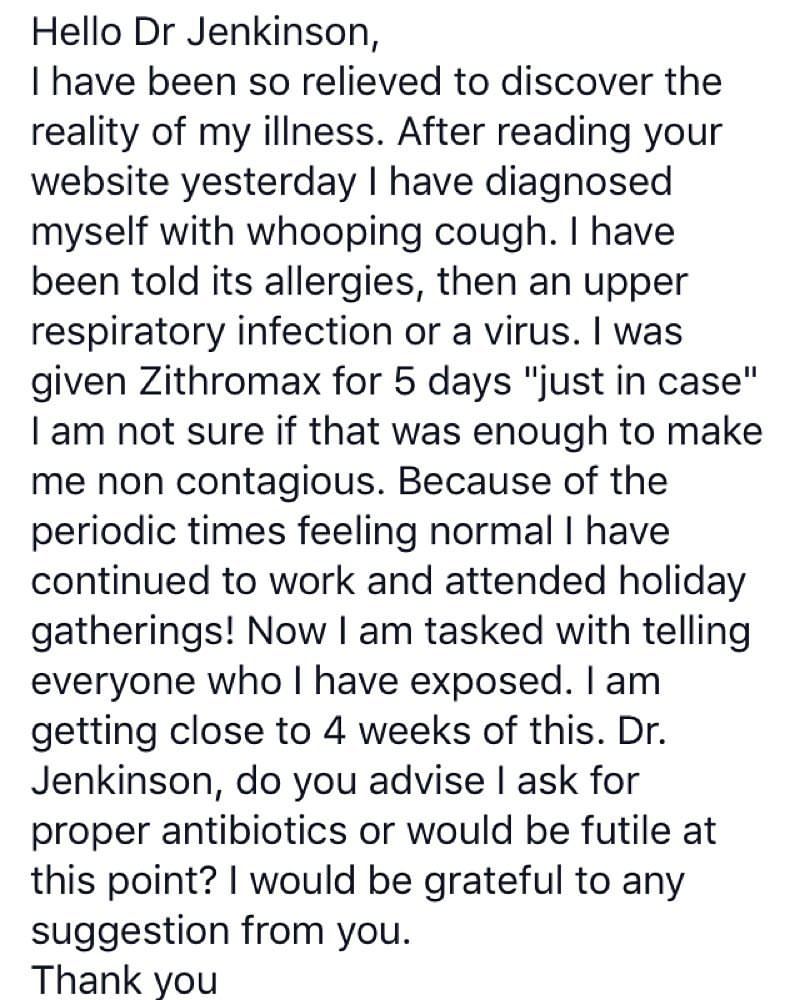 Hello Dr Jenkinson,
I have been so relieved to discover the
reality of my illness. After reading your
website yesterday I have diagnosed
myself with whooping cough. I have
been told its allergies, then an upper
respiratory infection or a virus. I was
given Zithromax for 5 days "just in case"
I am not sure if that was enough to make
me non contagious. Because of the
periodic times feeling normal I have
continued to work and attended holiday
gatherings! Now I am tasked with telling
everyone who I have exposed. I am
getting close to 4 weeks of this. Dr.
Jenkinson, do you advise I ask for
proper antibiotics or would be futile at
this point? I would be grateful to any
suggestion from you.
Thank you